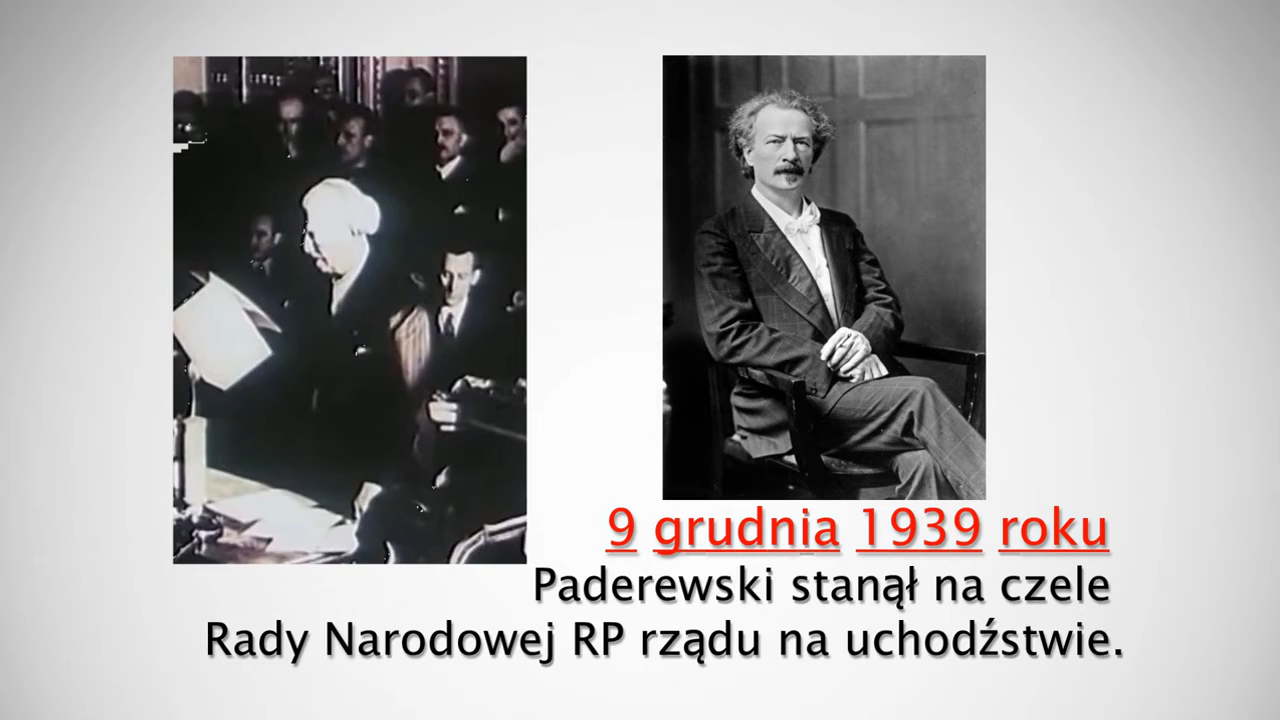 9 grudnia 1939 roku
Paderewski stanął na czele
Rady Narodowej RP rządu na uchodźstwie.